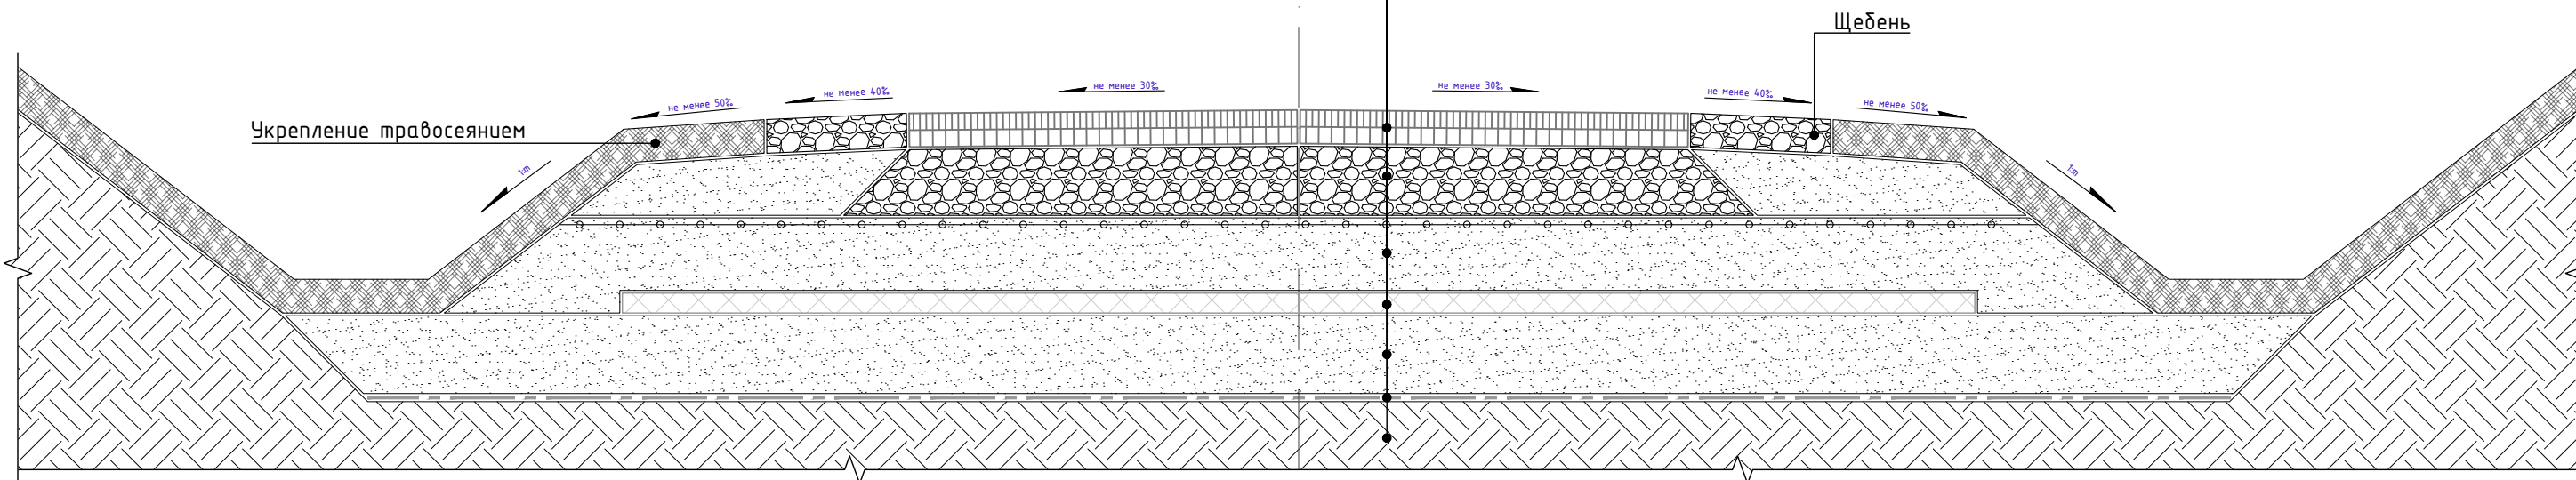 Щебень
не менее 50‰
не менее 40‰
не менее 30‰
не менее 30‰
не менее 40‰
не менее 50‰
Укрепление травосеянием
1:m
1:m